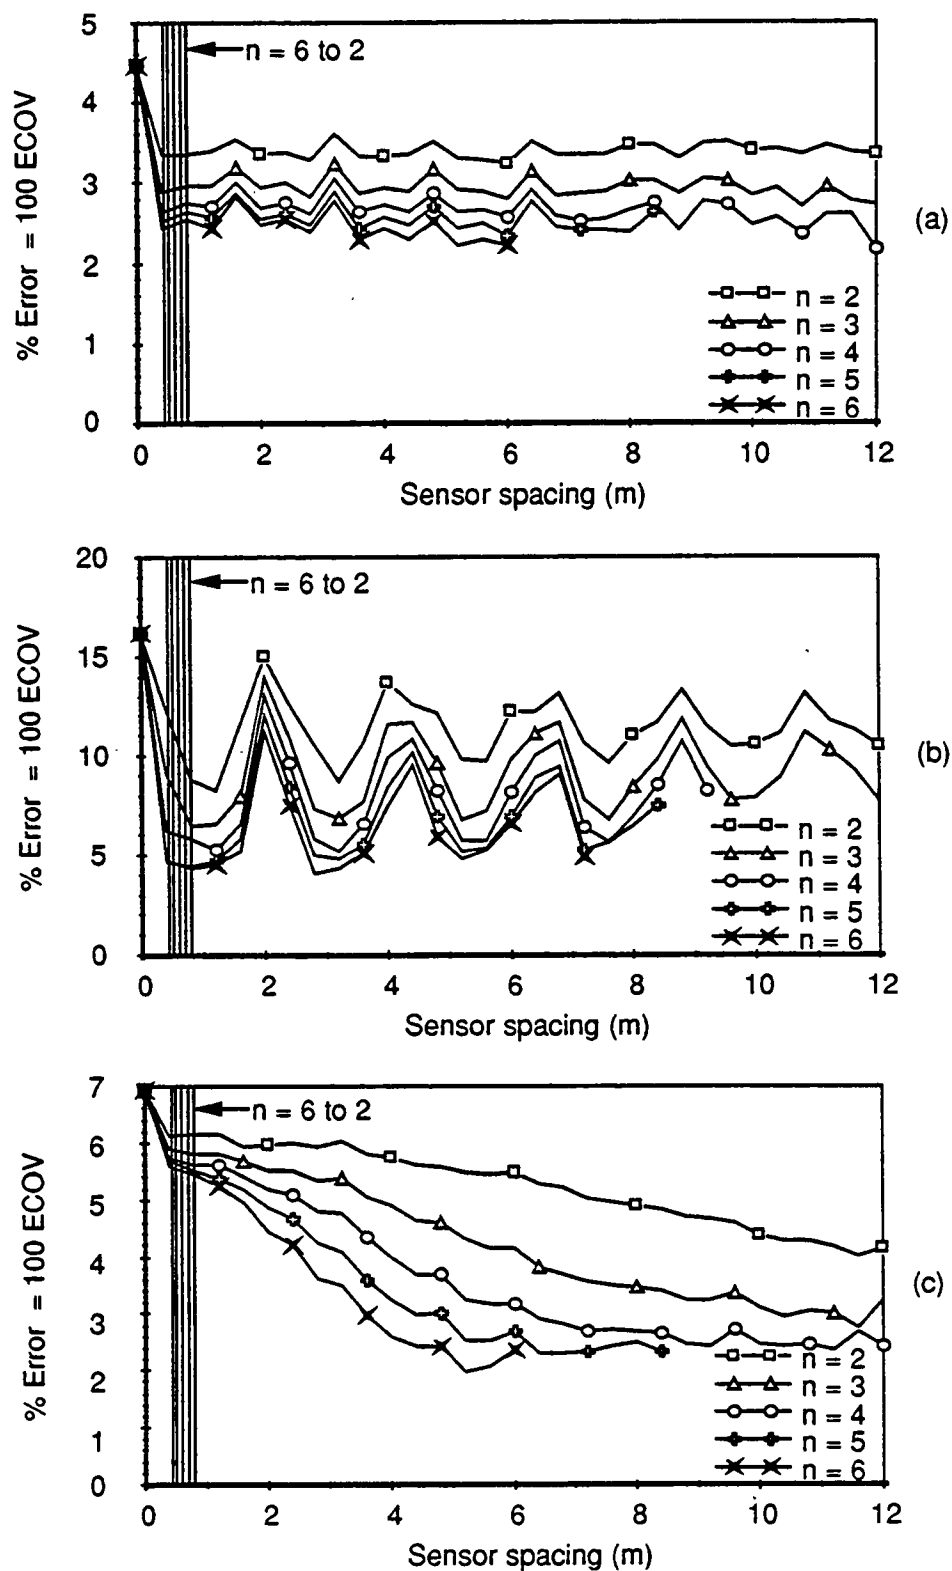 5
4
3
2
1
0
% Error = 100 ECOV
n = 6 to 2
n = 2
n = 3
n = 4
n = 5
n = 6
0 2 4 6 8 10 12
Sensor spacing (m)
(a)
20
15
10
5
0
% Error = 100 ECOV
n = 6 to 2
n = 2
n = 3
n = 4
n = 5
n = 6
0 2 4 6 8 10 12
Sensor spacing (m)
(b)
7
6
5
4
3
2
1
0
% Error = 100 ECOV
n = 6 to 2
n = 2
n = 3
n = 4
n = 5
n = 6
0 2 4 6 8 10 12
Sensor spacing (m)
(c)